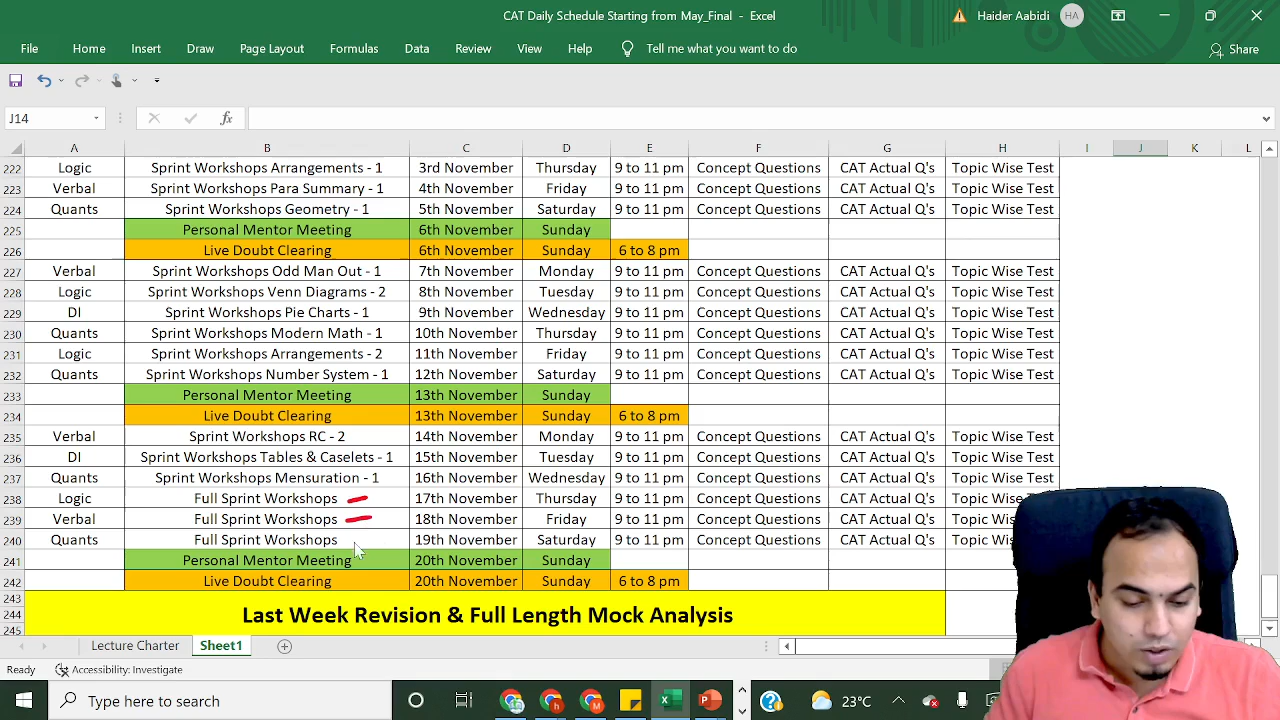 CAT Daily Schedule Starting from May_Final - Excel Haider Aabidi HA
File Home Insert Draw Page Layout Formulas Data Review View Help Tell me what you want to do Share
J14 fx
A B C D E F G H I J K L
222 Logic Sprint Workshops Arrangements - 1 3rd November Thursday 9 to 11 pm Concept Questions CAT Actual Q's Topic Wise Test
223 Verbal Sprint Workshops Para Summary - 1 4th November Friday 9 to 11 pm Concept Questions CAT Actual Q's Topic Wise Test
224 Quants Sprint Workshops Geometry - 1 5th November Saturday 9 to 11 pm Concept Questions CAT Actual Q's Topic Wise Test
225 Personal Mentor Meeting 6th November Sunday
226 Live Doubt Clearing 6th November Sunday 6 to 8 pm
227 Verbal Sprint Workshops Odd Man Out - 1 7th November Monday 9 to 11 pm Concept Questions CAT Actual Q's Topic Wise Test
228 Logic Sprint Workshops Venn Diagrams - 2 8th November Tuesday 9 to 11 pm Concept Questions CAT Actual Q's Topic Wise Test
229 DI Sprint Workshops Pie Charts - 1 9th November Wednesday 9 to 11 pm Concept Questions CAT Actual Q's Topic Wise Test
230 Quants Sprint Workshops Modern Math - 1 10th November Thursday 9 to 11 pm Concept Questions CAT Actual Q's Topic Wise Test
231 Logic Sprint Workshops Arrangements - 2 11th November Friday 9 to 11 pm Concept Questions CAT Actual Q's Topic Wise Test
232 Quants Sprint Workshops Number System - 1 12th November Saturday 9 to 11 pm Concept Questions CAT Actual Q's Topic Wise Test
233 Personal Mentor Meeting 13th November Sunday
234 Live Doubt Clearing 13th November Sunday 6 to 8 pm
235 Verbal Sprint Workshops RC - 2 14th November Monday 9 to 11 pm Concept Questions CAT Actual Q's Topic Wise Test
236 DI Sprint Workshops Tables & Caselets - 1 15th November Tuesday 9 to 11 pm Concept Questions CAT Actual Q's Topic Wise Test
237 Quants Sprint Workshops Mensuration - 1 16th November Wednesday 9 to 11 pm Concept Questions CAT Actual Q's Topic Wise Test
238 Logic Full Sprint Workshops 17th November Thursday 9 to 11 pm Concept Questions CAT Actual Q's Topic Wise Test
239 Verbal Full Sprint Workshops 18th November Friday 9 to 11 pm Concept Questions CAT Actual Q's Topic Wis
240 Quants Full Sprint Workshops 19th November Saturday 9 to 11 pm Concept Questions CAT Actual Q's Topic Wis
241 Personal Mentor Meeting 20th November Sunday
242 Live Doubt Clearing 20th November Sunday 6 to 8 pm
243
244 Last Week Revision & Full Length Mock Analysis
245
Lecture Charter Sheet1
Ready Accessibility: Investigate
Type here to search 23°C